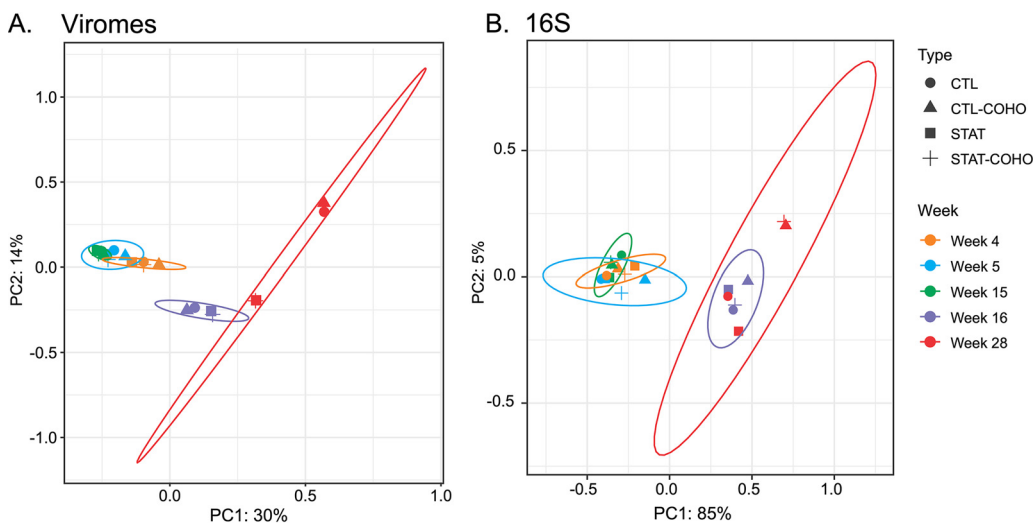 A. Viromes
B. 16S
PC2: 14%
1.0
0.5
0.0
-0.5
-1.0
0.0
0.5
1.0
PC1: 30%
PC2: 5%
0.5
0.0
-0.5
-0.5
0.0
0.5
1.0
PC1: 85%
Type
CTL
CTL-COHO
STAT
STAT-COHO
Week
Week 4
Week 5
Week 15
Week 16
Week 28